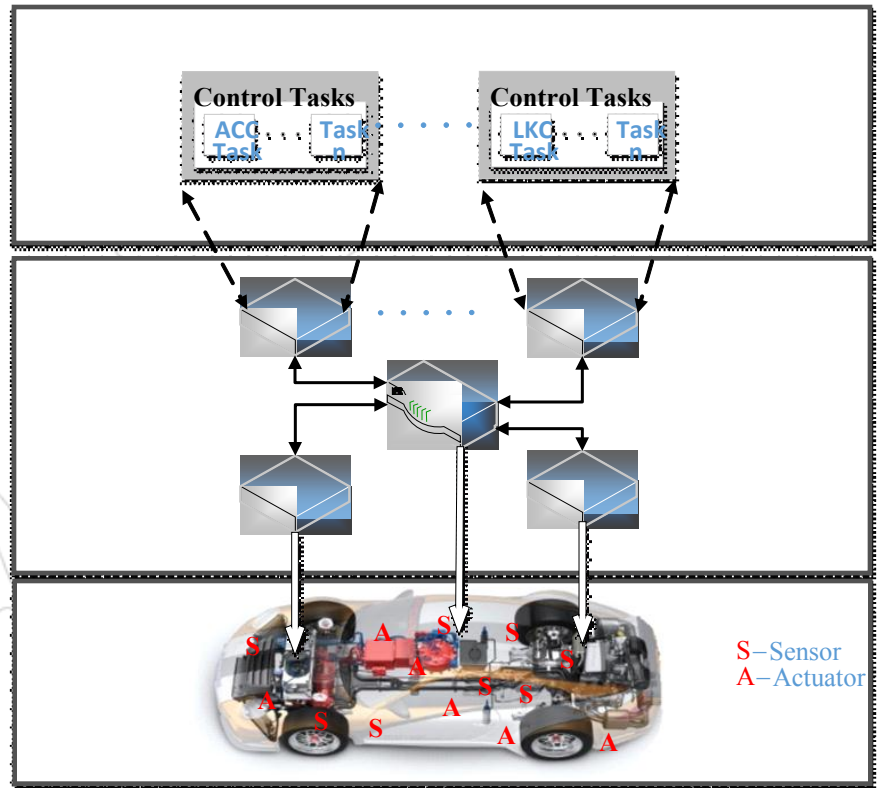 Control Tasks
Control Tasks
ACC
Task
Task
n
LKC
Task
Task
n
S
A
S
S
A
S
S
S
A
S
A
S
A
A
S–Sensor
A–Actuator